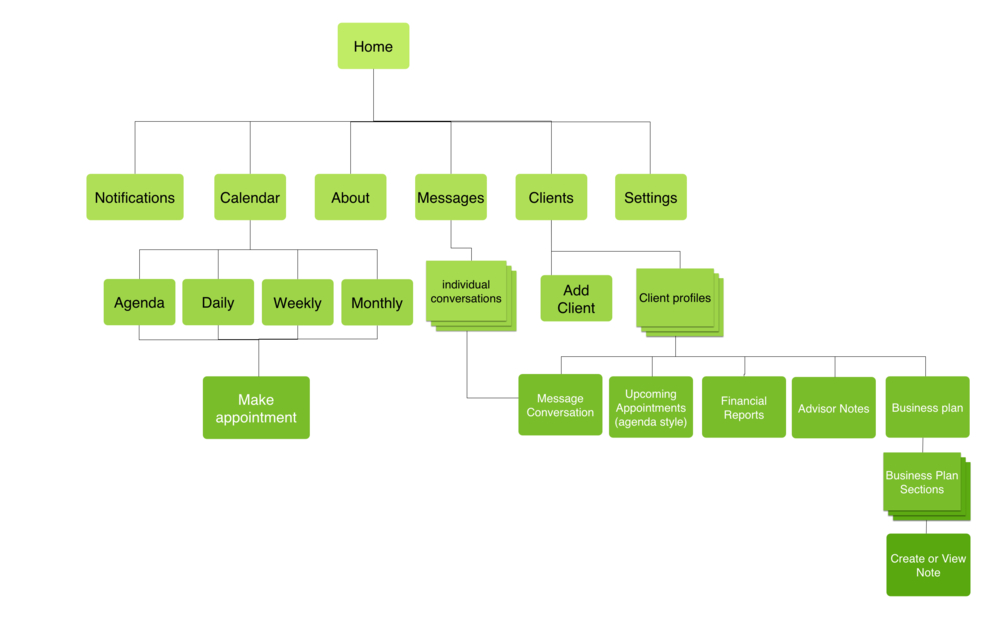 Home
Notifications
Calendar
About
Messages
Clients
Settings
Agenda
Daily
Weekly
Monthly
individual
conversations
Add
Client
Client profiles
Make
appointment
Message
Conversation
Upcoming
Appointments
(agenda style)
Financial
Reports
Advisor Notes
Business plan
Business Plan
Sections
Create or View
Note